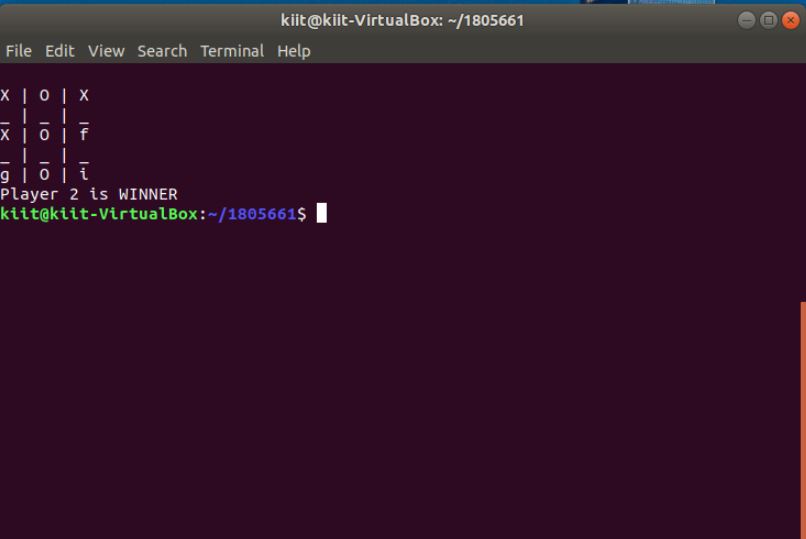 kiit@kiit-VirtualBox: ~/1805661
File Edit View Search Terminal Help
X | O | X
_ | _ | _
X | O | f
_ | _ | _
g | O | i
Player 2 is WINNER
kiit@kiit-VirtualBox:~/1805661$